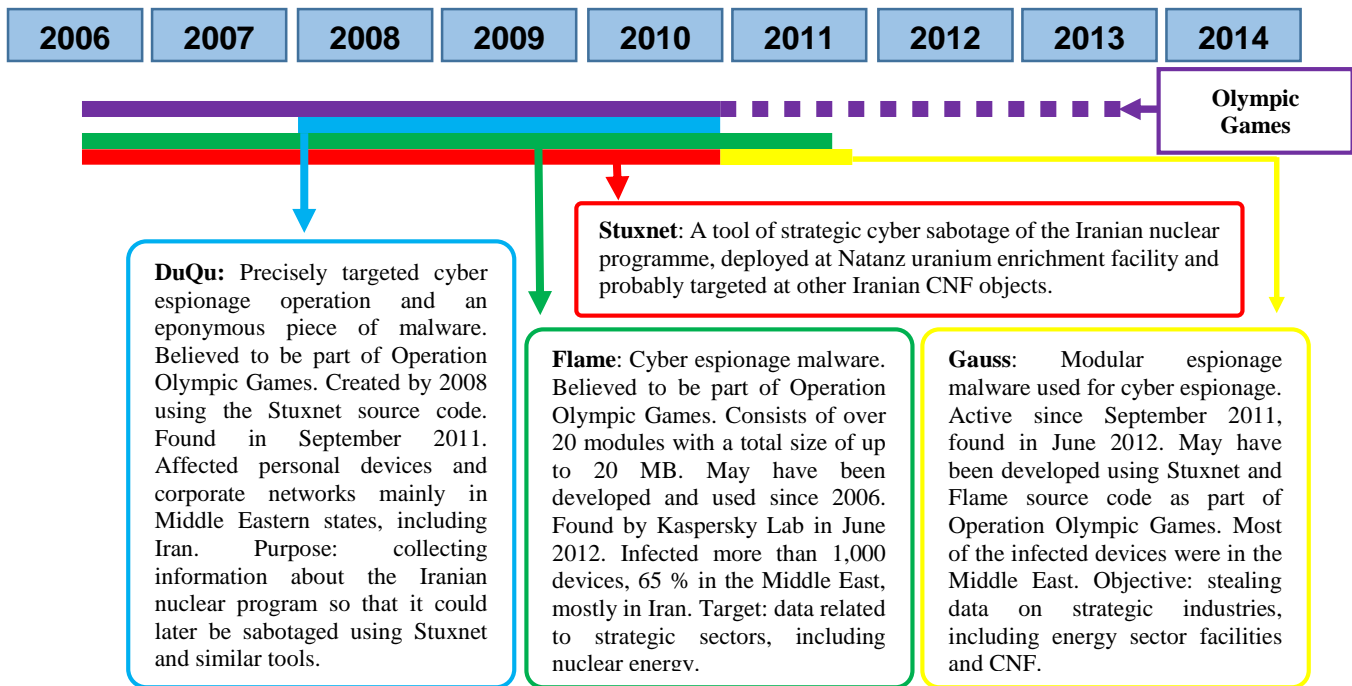 2006 2007 2008 2009 2010 2011 2012 2013 2014
Olympic
Games
Stuxnet: A tool of strategic cyber sabotage of the Iranian nuclear
programme, deployed at Natanz uranium enrichment facility and
probably targeted at other Iranian CNF objects.
DuQu: Precisely targeted cyber
espionage operation and an
eponymous piece of malware.
Believed to be part of Operation
Olympic Games. Created by 2008
using the Stuxnet source code.
Found in September 2011.
Affected personal devices and
corporate networks mainly in
Middle Eastern states, including
Iran. Purpose: collecting
information about the Iranian
nuclear program so that it could
later be sabotaged using Stuxnet
and similar tools.
Flame: Cyber espionage malware.
Believed to be part of Operation
Olympic Games. Consists of over
20 modules with a total size of up
to 20 MB. May have been
developed and used since 2006.
Found by Kaspersky Lab in June
2012. Infected more than 1,000
devices, 65 % in the Middle East,
mostly in Iran. Target: data related
to strategic sectors, including
nuclear energy.
Gauss: Modular espionage
malware used for cyber espionage.
Active since September 2011,
found in June 2012. May have
been developed using Stuxnet and
Flame source code as part of
Operation Olympic Games. Most
of the infected devices were in the
Middle East. Objective: stealing
data on strategic industries,
including energy sector facilities
and CNF.